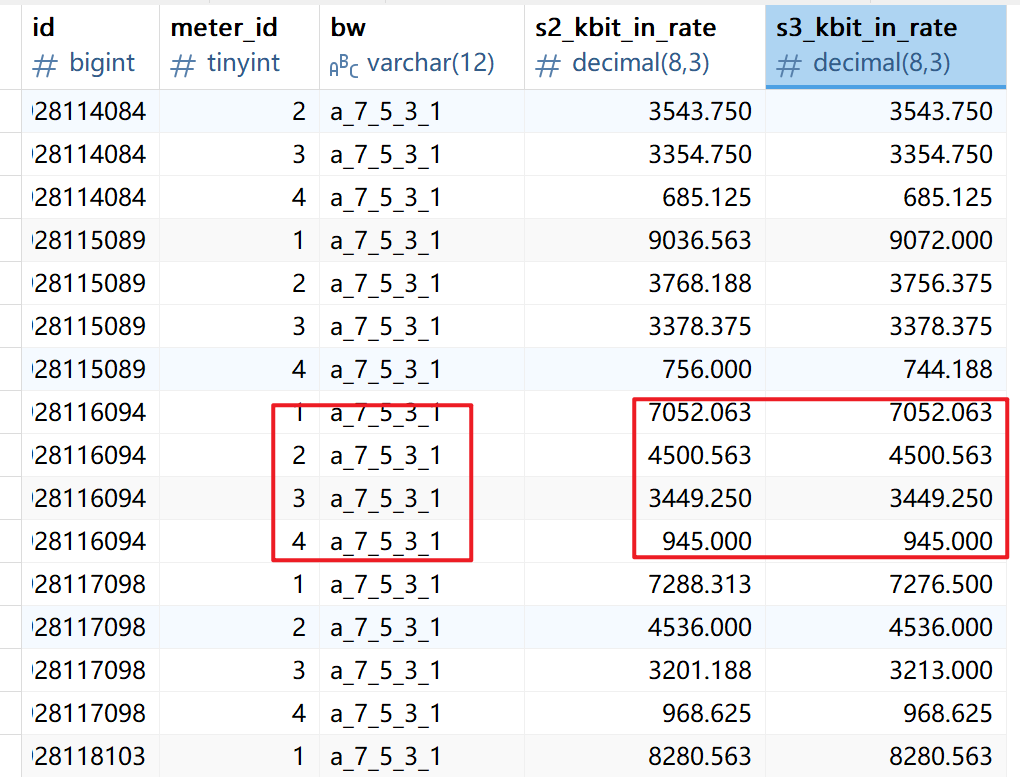 id meter_id bw s2_kbit_in_rate s3_kbit_in_rate
# bigint # tinyint ABC varchar(12) # decimal(8,3) # decimal(8,3)
28114084 2 a_7_5_3_1 3543.750 3543.750
28114084 3 a_7_5_3_1 3354.750 3354.750
28114084 4 a_7_5_3_1 685.125 685.125
28115089 1 a_7_5_3_1 9036.563 9072.000
28115089 2 a_7_5_3_1 3768.188 3756.375
28115089 3 a_7_5_3_1 3378.375 3378.375
28115089 4 a_7_5_3_1 756.000 744.188
28116094 1 a_7_5_3_1 7052.063 7052.063
28116094 2 a_7_5_3_1 4500.563 4500.563
28116094 3 a_7_5_3_1 3449.250 3449.250
28116094 4 a_7_5_3_1 945.000 945.000
28117098 1 a_7_5_3_1 7288.313 7276.500
28117098 2 a_7_5_3_1 4536.000 4536.000
28117098 3 a_7_5_3_1 3201.188 3213.000
28117098 4 a_7_5_3_1 968.625 968.625
28118103 1 a_7_5_3_1 8280.563 8280.563